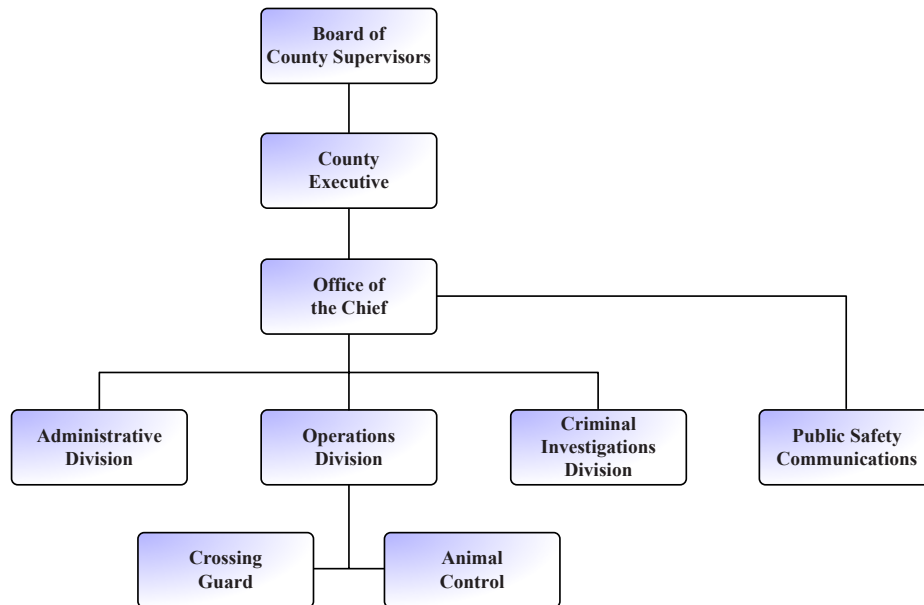 Board of
County Supervisors
County
Executive
Office of
the Chief
Administrative
Division
Operations
Division
Criminal
Investigations
Division
Public Safety
Communications
Crossing
Guard
Animal
Control